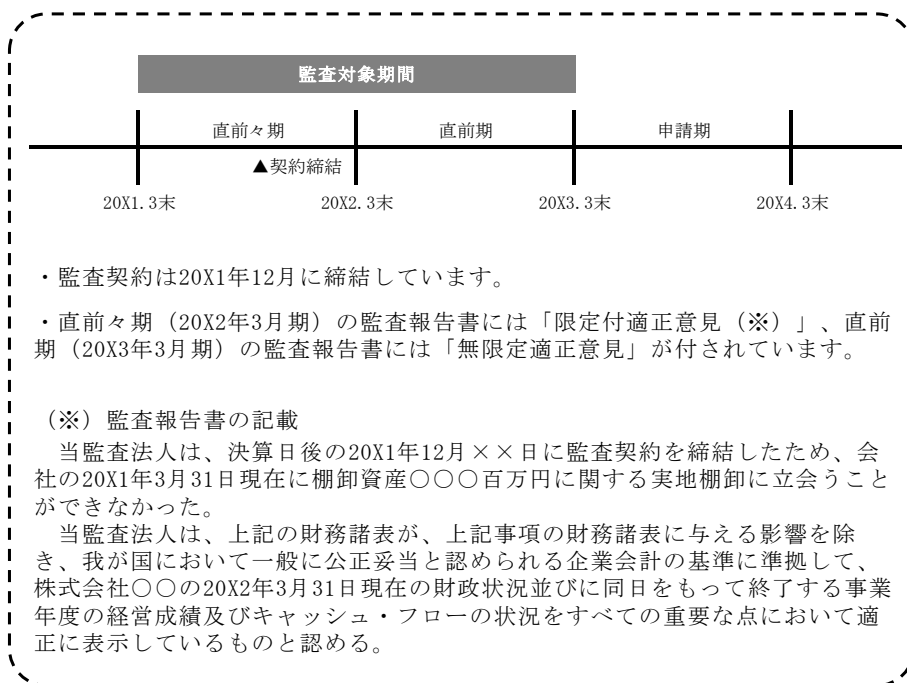 監査対象期間
直前々期 直前期 申請期
▲契約締結
20X1.3末 20X2.3末 20X3.3末 20X4.3末
・監査契約は20X1年12月に締結しています。
・直前々期（20X2年3月期）の監査報告書には「限定付適正意見（※）」、直前
期（20X3年3月期）の監査報告書には「無限定適正意見」が付されています。
（※）監査報告書の記載
当監査法人は、決算日後の20X1年12月××日に監査契約を締結したため、会
社の20X1年3月31日現在に棚卸資産○○○百万円に関する実地棚卸に立会うこと
ができなかった。
当監査法人は、上記の財務諸表が、上記事項の財務諸表に与える影響を除
き、我が国において一般に公正妥当と認められる企業会計の基準に準拠して、
株式会社○○の20X2年3月31日現在の財政状況並びに同日をもって終了する事業
年度の経営成績及びキャッシュ・フローの状況をすべての重要な点において適
正に表示しているものと認める。